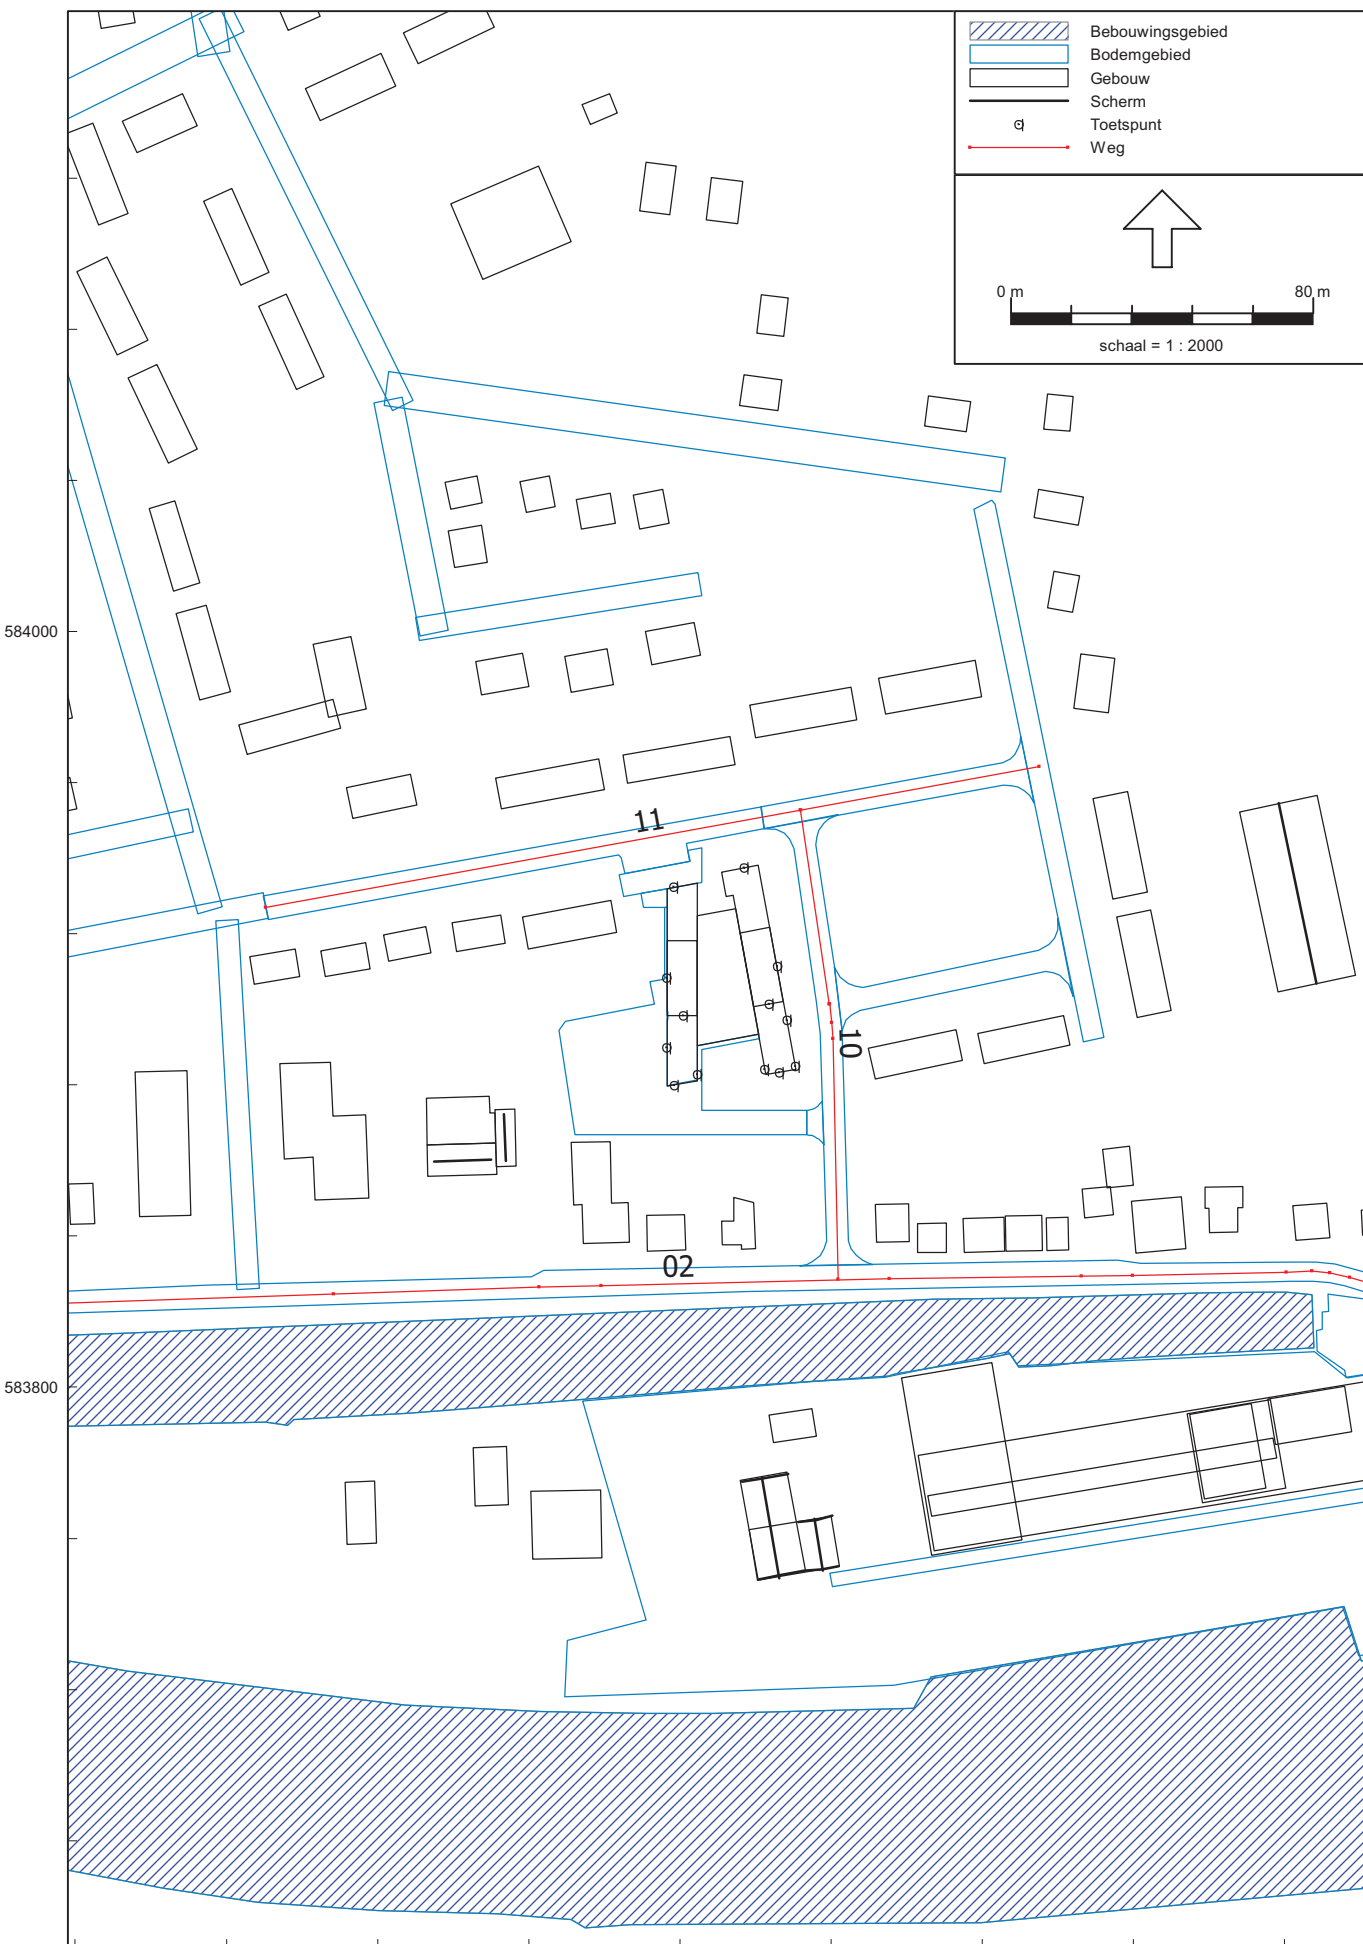 Bebouwingsgebied
Bodemgebied
Gebouw
Scherm
Toetspunt
Weg
0 m 80 m
schaal = 1 : 2000
584000
11
10
02
583800